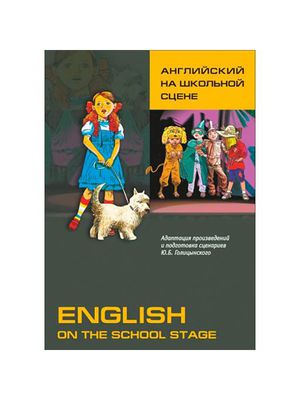 АНГЛИЙСКИЙ
НА ШКОЛЬНОЙ
СЦЕНЕ
Адаптация произведений
и подготовка сценариев
Ю.Б. Голицынского
ENGLISH
ON THE SCHOOL STAGE